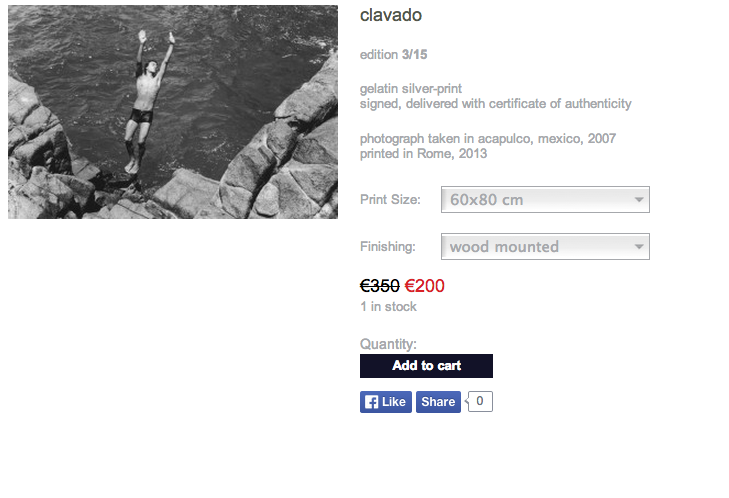 clavado
edition 3/15
gelatin silver-print
signed, delivered with certificate of authenticity
photograph taken in acapulco, mexico, 2007
printed in Rome, 2013
Print Size: 60x80 cm
Finishing: wood mounted
€350 €200
1 in stock
Quantity:
Add to cart
Like Share 0